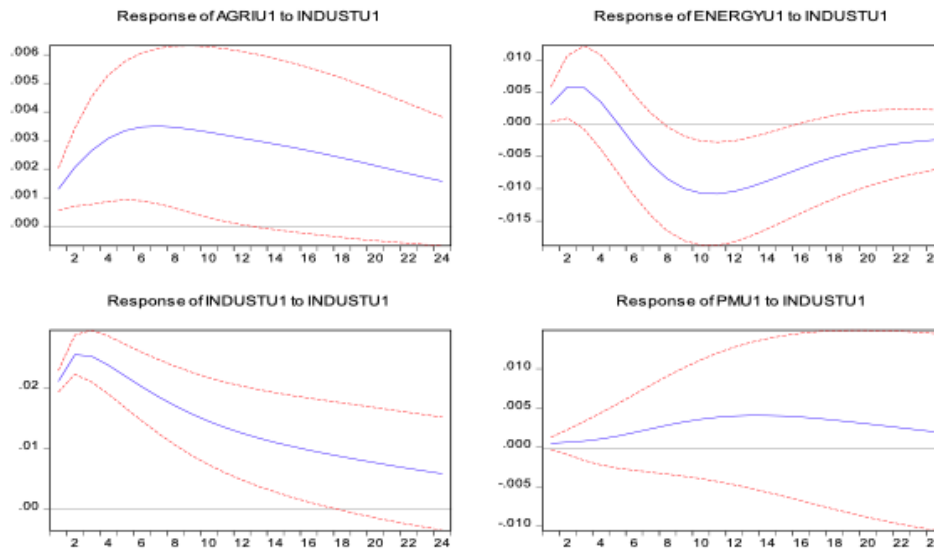 Response of AGRIU1 to INDUSTU1
.006
.005
.004
.003
.002
.001
.000
2 4 6 8 10 12 14 16 18 20 22 24
Response of ENERGYU1 to INDUSTU1
.010
.005
.000
-.005
-.010
-.015
2 4 6 8 10 12 14 16 18 20 22 2
Response of INDUSTU1 to INDUSTU1
.02
.01
.00
2 4 6 8 10 12 14 16 18 20 22 24
Response of PMU1 to INDUSTU1
.010
.005
.000
-.005
-.010
2 4 6 8 10 12 14 16 18 20 22 2